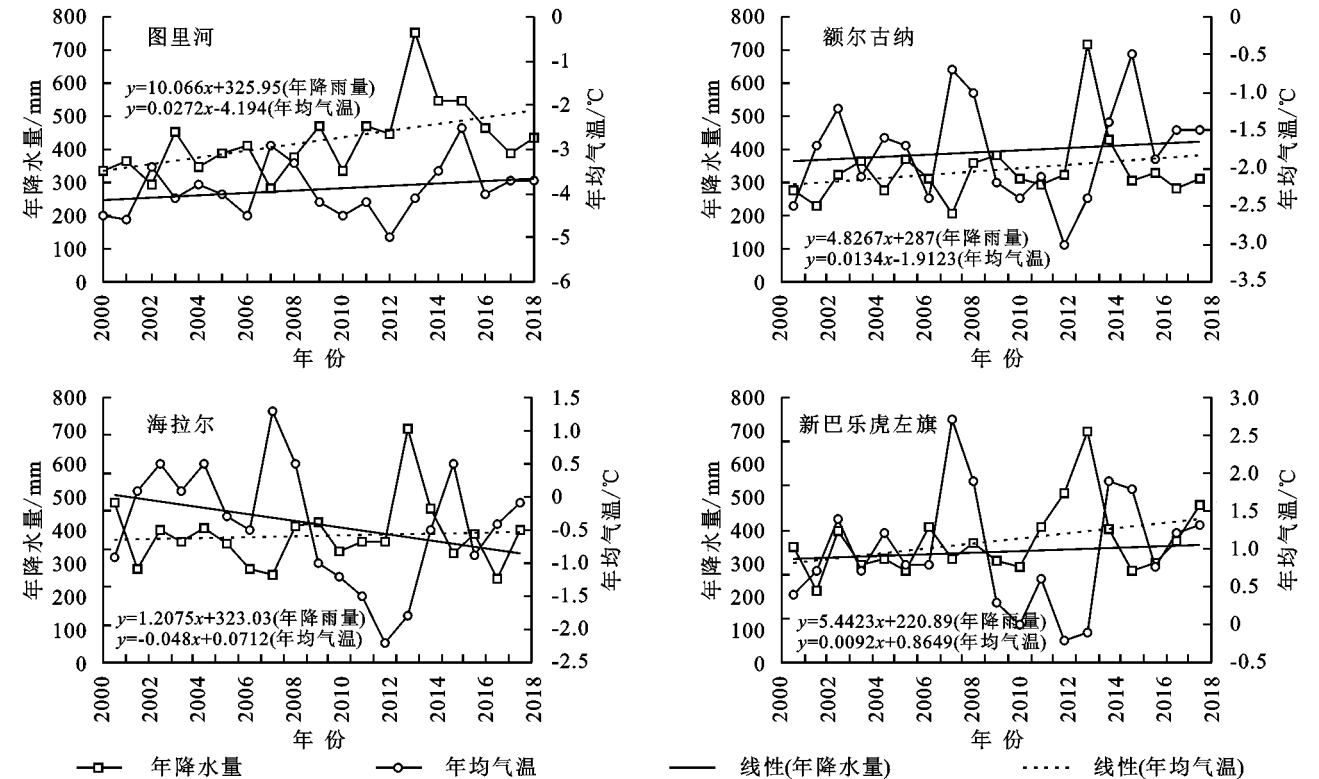 图里河
y=10.066x+325.95(年降雨量)
y=0.0272x-4.194(年均气温)
年降水量/mm
800
700
600
500
400
300
200
100
0
0
-1
-2
-3
-4
-5
-6
年均气温/℃
2000 2002 2004 2006 2008 2010 2012 2014 2016 2018
年 份
额尔古纳
y=4.8267x+287(年降雨量)
y=0.0134x-1.9123(年均气温)
年降水量/mm
800
700
600
500
400
300
200
100
0
0
-0.5
-1.0
-1.5
-2.0
-2.5
-3.0
-3.5
年均气温/℃
2000 2002 2004 2006 2008 2010 2012 2014 2016 2018
年 份
海拉尔
y=1.2075x+323.03(年降雨量)
y=-0.048x+0.0712(年均气温)
年降水量/mm
800
700
600
500
400
300
200
100
0
1.5
1.0
0.5
0
-0.5
-1.0
-1.5
-2.0
-2.5
年均气温/℃
2000 2002 2004 2006 2008 2010 2012 2014 2016 2018
年 份
新巴乐虎左旗
y=5.4423x+220.89(年降雨量)
y=0.0092x+0.8649(年均气温)
年降水量/mm
800
700
600
500
400
300
200
100
0
3.0
2.5
2.0
1.5
1.0
0.5
0
-0.5
年均气温/℃
2000 2002 2004 2006 2008 2010 2012 2014 2016 2018
年 份
年降水量 年均气温 线性(年降水量) 线性(年均气温)